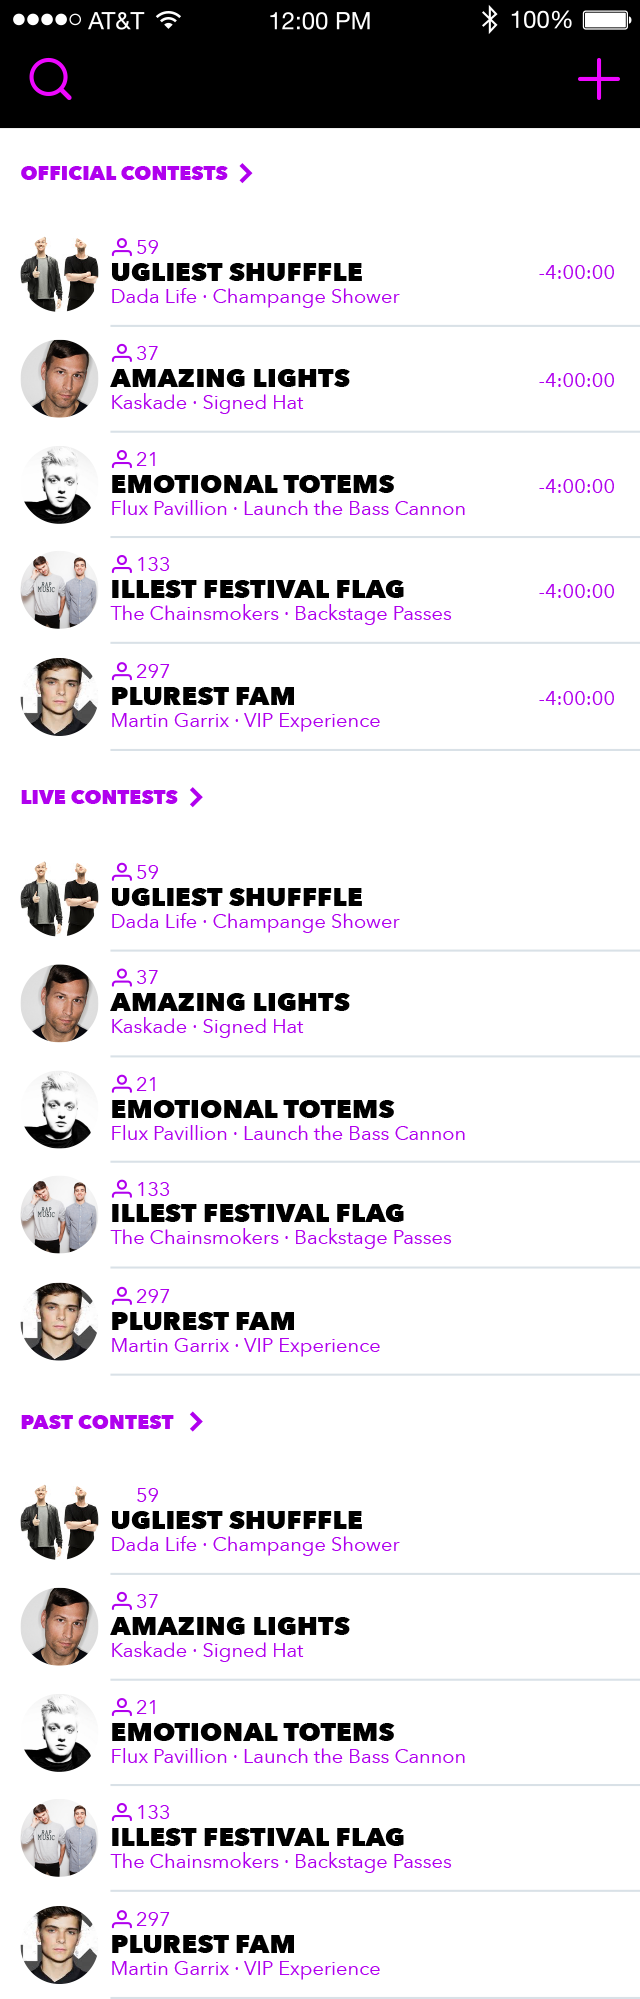 AT&T 12:00 PM 100%
OFFICIAL CONTESTS
59
UGLIEST SHUFFFLE -4:00:00
Dada Life · Champange Shower
37
AMAZING LIGHTS -4:00:00
Kaskade · Signed Hat
21
EMOTIONAL TOTEMS -4:00:00
Flux Pavillion · Launch the Bass Cannon
133
ILLEST FESTIVAL FLAG -4:00:00
The Chainsmokers · Backstage Passes
297
PLUREST FAM -4:00:00
Martin Garrix · VIP Experience
LIVE CONTESTS
59
UGLIEST SHUFFFLE
Dada Life · Champange Shower
37
AMAZING LIGHTS
Kaskade · Signed Hat
21
EMOTIONAL TOTEMS
Flux Pavillion · Launch the Bass Cannon
133
ILLEST FESTIVAL FLAG
The Chainsmokers · Backstage Passes
297
PLUREST FAM
Martin Garrix · VIP Experience
PAST CONTEST
59
UGLIEST SHUFFFLE
Dada Life · Champange Shower
37
AMAZING LIGHTS
Kaskade · Signed Hat
21
EMOTIONAL TOTEMS
Flux Pavillion · Launch the Bass Cannon
133
ILLEST FESTIVAL FLAG
The Chainsmokers · Backstage Passes
297
PLUREST FAM
Martin Garrix · VIP Experience